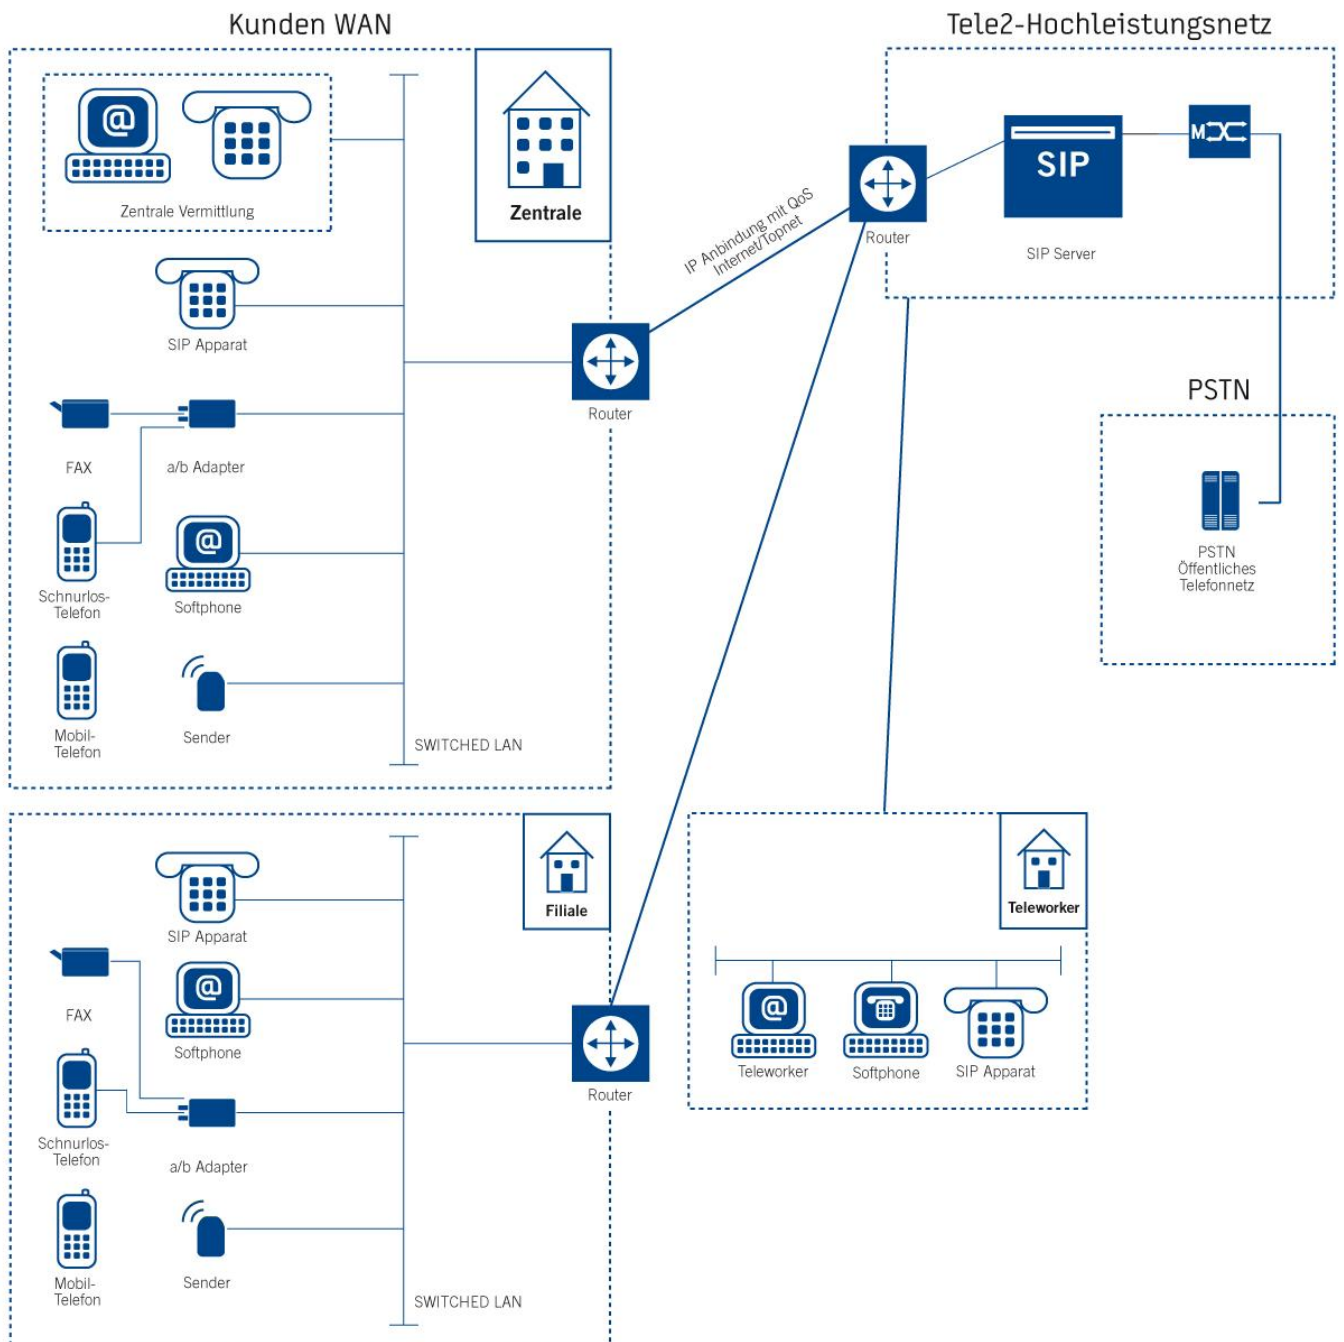 Kunden WAN
Tele2-Hochleistungsnetz
@
Zentrale Vermittlung
Zentrale
SIP Apparat
FAX
a/b Adapter
Schnurlos-
Telefon
@
Softphone
Mobil-
Telefon
Sender
SWITCHED LAN
Router
IP Anbindung mit QoS
Internet/Topnet
Router
SIP
SIP Server
M
PSTN
PSTN
Öffentliches
Telefonnetz
Filiale
SIP Apparat
FAX
@
Softphone
Schnurlos-
Telefon
a/b Adapter
Mobil-
Telefon
Sender
SWITCHED LAN
Router
Teleworker
@
Teleworker
Softphone
SIP Apparat